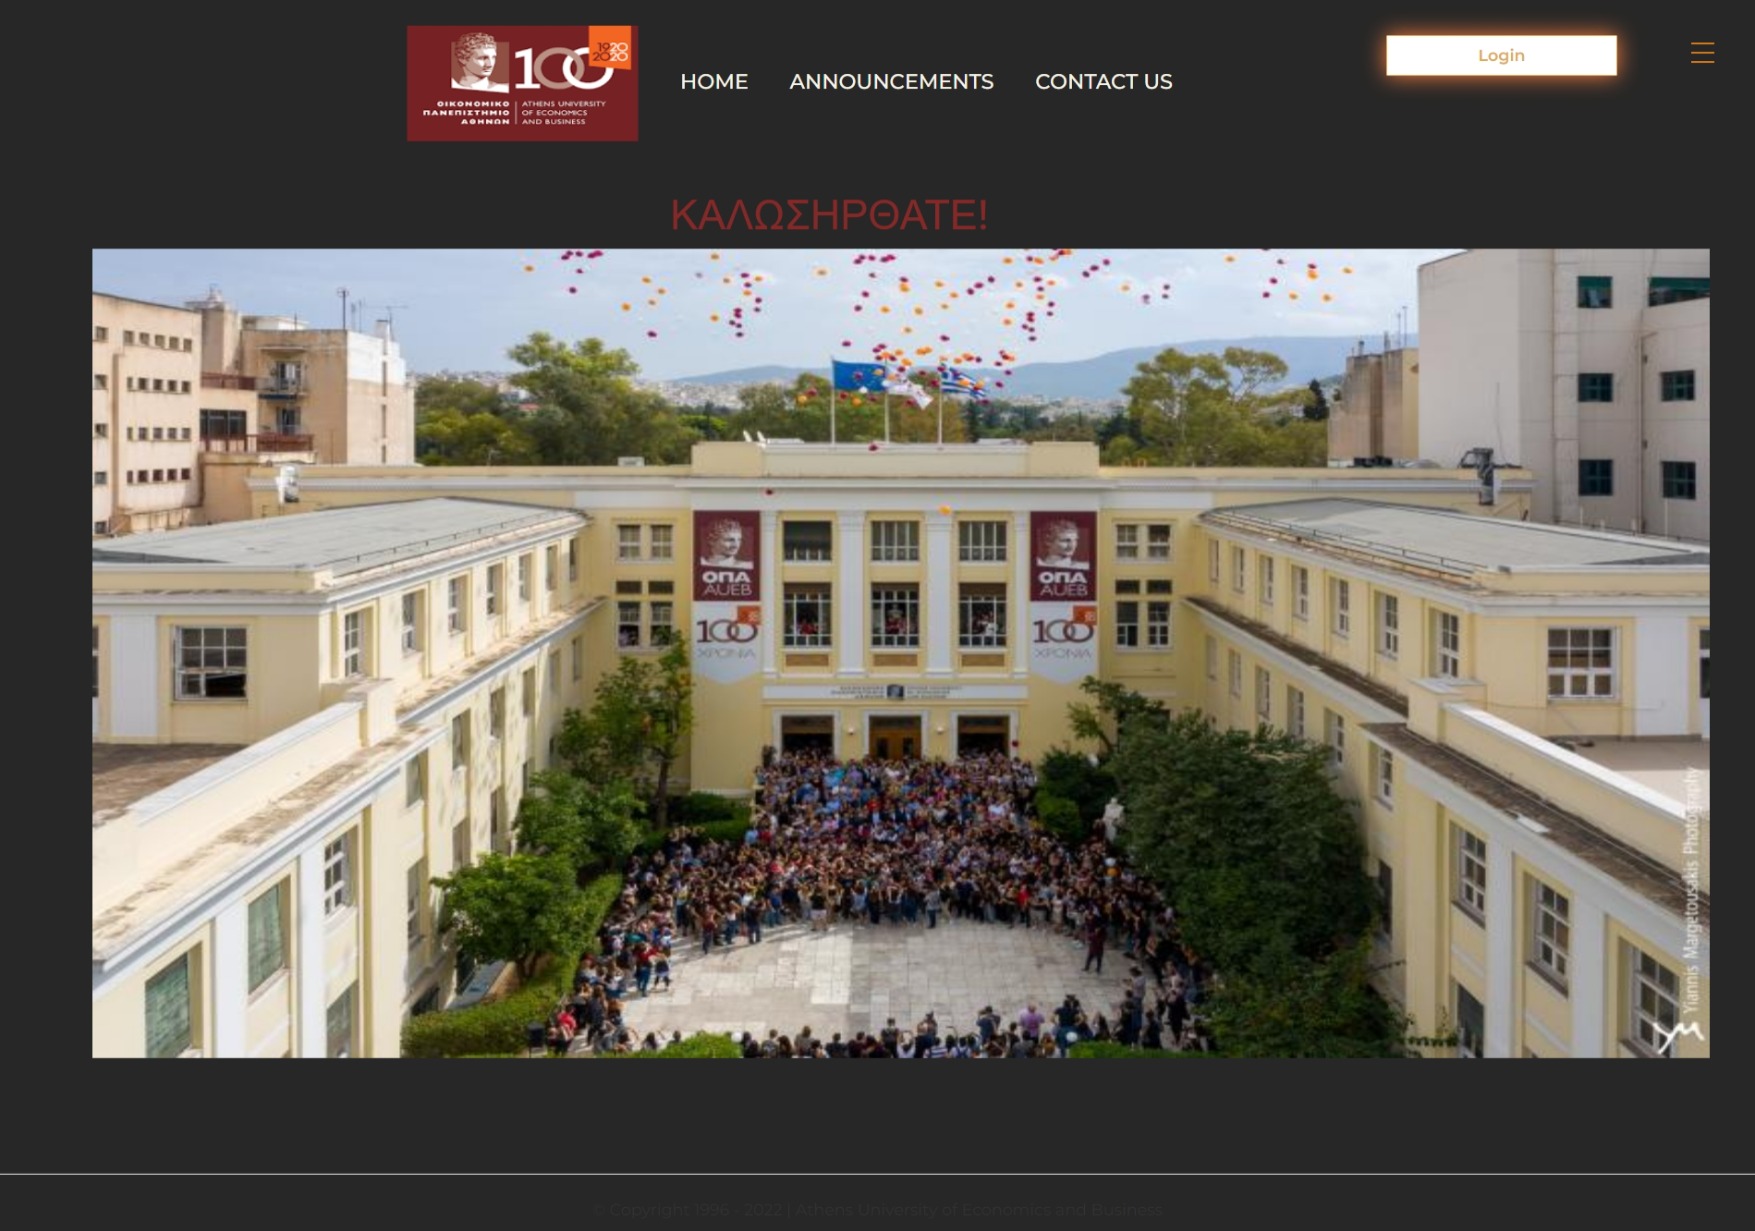 1920
2020
100
ΟΙΚΟΝΟΜΙΚΟ
ΠΑΝΕΠΙΣΤΗΜΙΟ
ΑΘΗΝΩΝ
ATHENS UNIVERSITY
OF ECONOMICS
AND BUSINESS
HOME
ANNOUNCEMENTS
CONTACT US
Login
ΚΑΛΩΣΗΡΘΑΤΕ!
ΟΠΑ
AUEB
100
ΧΡΟΝΙΑ
ΟΠΑ
AUEB
100
ΧΡΟΝΙΑ
Yiannis Margetousakis Photography
ym
© Copyright 1996 - 2022 | Athens University of Economics and Business